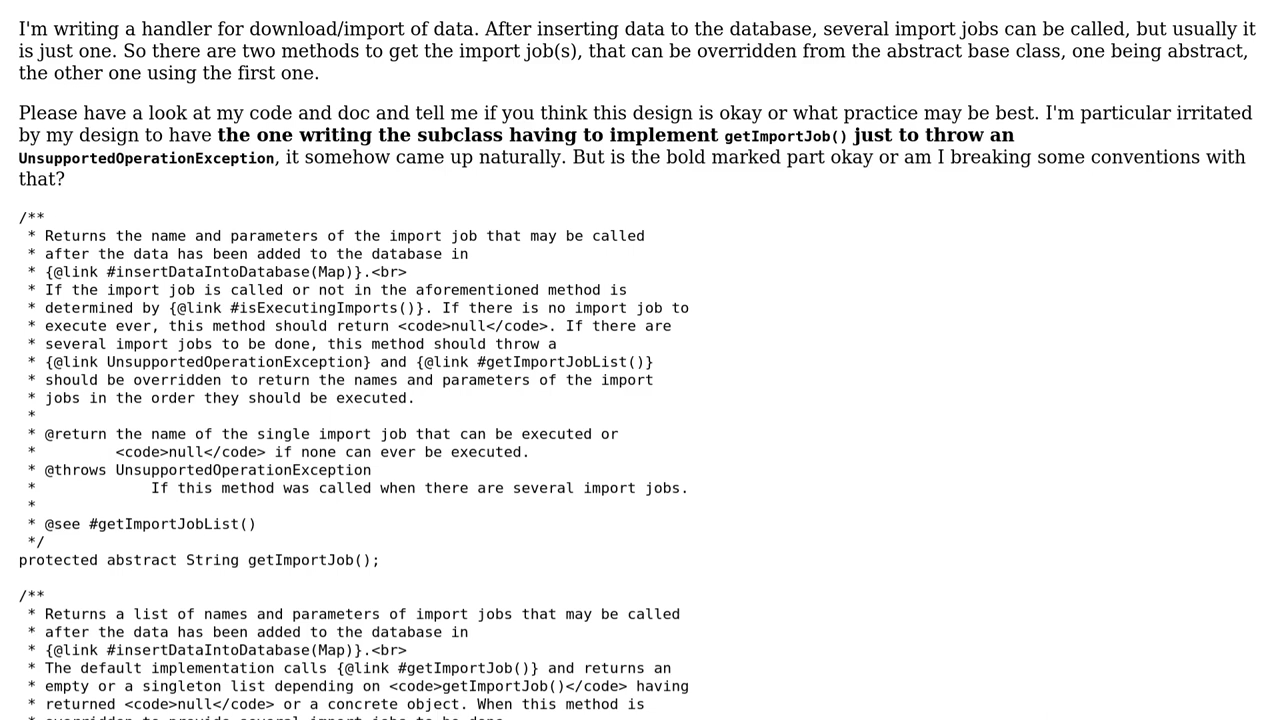 I'm writing a handler for download/import of data. After inserting data to the database, several import jobs can be called, but usually it
is just one. So there are two methods to get the import job(s), that can be overridden from the abstract base class, one being abstract,
the other one using the first one.
Please have a look at my code and doc and tell me if you think this design is okay or what practice may be best. I'm particular irritated
by my design to have the one writing the subclass having to implement getImportJob() just to throw an
UnsupportedOperationException, it somehow came up naturally. But is the bold marked part okay or am I breaking some conventions with
that?
/**
 * Returns the name and parameters of the import job that may be called
 * after the data has been added to the database in
 * {@link #insertDataIntoDatabase(Map)}.<br>
 * If the import job is called or not in the aforementioned method is
 * determined by {@link #isExecutingImports()}. If there is no import job to
 * execute ever, this method should return <code>null</code>. If there are
 * several import jobs to be done, this method should throw a
 * {@link UnsupportedOperationException} and {@link #getImportJobList()}
 * should be overridden to return the names and parameters of the import
 * jobs in the order they should be executed.
 *
 * @return the name of the single import job that can be executed or
 *         <code>null</code> if none can ever be executed.
 * @throws UnsupportedOperationException
 *             If this method was called when there are several import jobs.
 *
 * @see #getImportJobList()
 */
protected abstract String getImportJob();
/**
 * Returns a list of names and parameters of import jobs that may be called
 * after the data has been added to the database in
 * {@link #insertDataIntoDatabase(Map)}.<br>
 * The default implementation calls {@link #getImportJob()} and returns an
 * empty or a singleton list depending on <code>getImportJob()</code> having
 * returned <code>null</code> or a concrete object. When this method is
 * overridden to provide several import jobs to be done